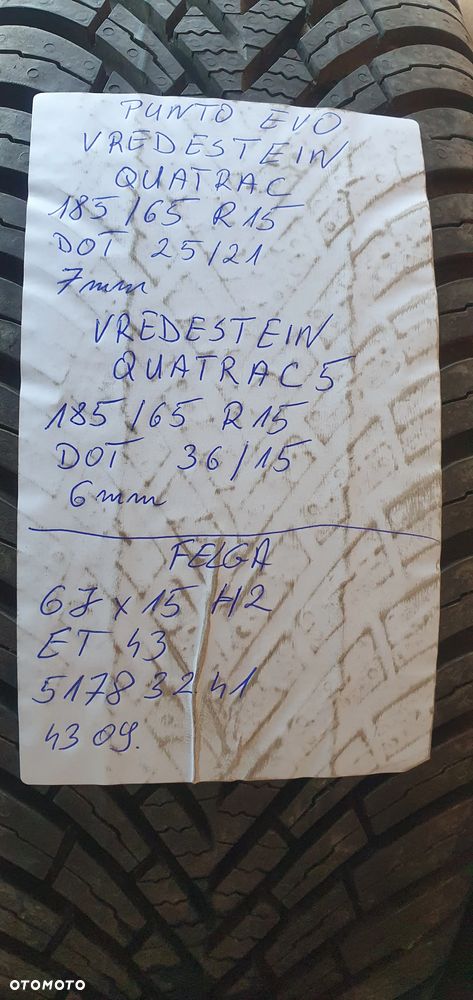 PUNTO EVO
VREDESTEIN
QUATRAC
185/65 R15
DOT 25/21
7mm
VREDESTEIN
QUATRAC 5
185/65 R15
DOT 36/15
6mm
FELGA
6J x 15 H2
ET 43
51783241
4309.
OTOMOTO